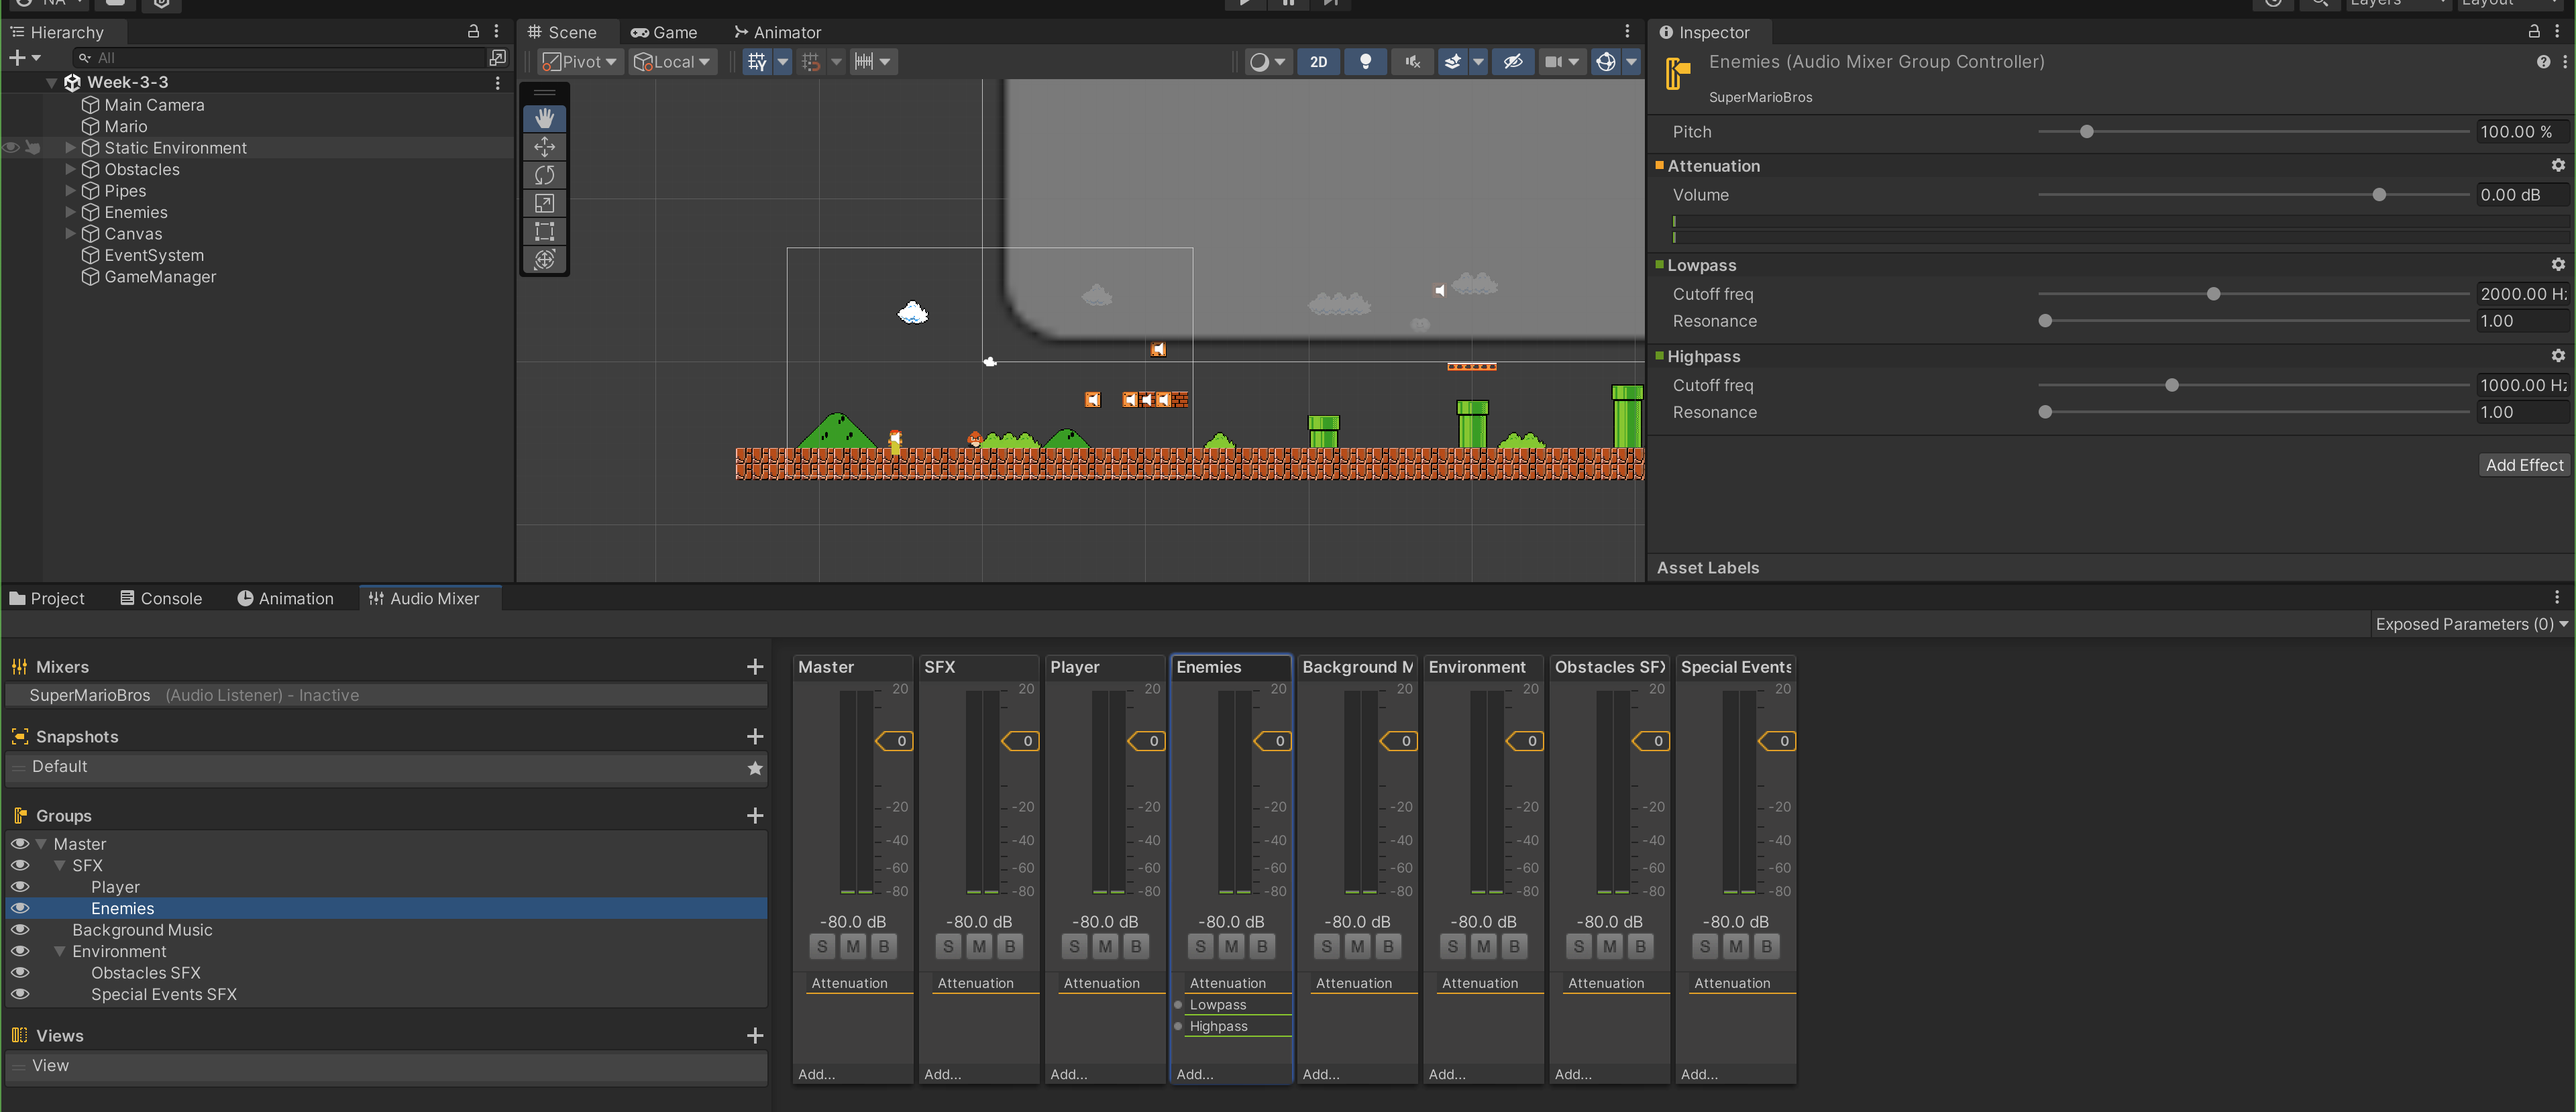 NA
Layers
Layout
Hierarchy
All
Week-3-3
Main Camera
Mario
Static Environment
Obstacles
Pipes
Enemies
Canvas
EventSystem
GameManager
Scene
Game
Animator
Pivot
Local
2D
Inspector
Enemies (Audio Mixer Group Controller)
SuperMarioBros
Pitch 100.00 %
Attenuation
Volume 0.00 dB
Lowpass
Cutoff freq 2000.00 Hz
Resonance 1.00
Highpass
Cutoff freq 1000.00 Hz
Resonance 1.00
Add Effect
Asset Labels
Project
Console
Animation
Audio Mixer
Exposed Parameters (0)
Mixers
SuperMarioBros (Audio Listener) - Inactive
Snapshots
Default
Groups
Master
SFX
Player
Enemies
Background Music
Environment
Obstacles SFX
Special Events SFX
Views
View
Master
20
0
-20
-40
-60
-80
-80.0 dB
S M B
Attenuation
Add...
SFX
20
0
-20
-40
-60
-80
-80.0 dB
S M B
Attenuation
Add...
Player
20
0
-20
-40
-60
-80
-80.0 dB
S M B
Attenuation
Add...
Enemies
20
0
-20
-40
-60
-80
-80.0 dB
S M B
Attenuation
Lowpass
Highpass
Add...
Background M
20
0
-20
-40
-60
-80
-80.0 dB
S M B
Attenuation
Add...
Environment
20
0
-20
-40
-60
-80
-80.0 dB
S M B
Attenuation
Add...
Obstacles SFX
20
0
-20
-40
-60
-80
-80.0 dB
S M B
Attenuation
Add...
Special Events
20
0
-20
-40
-60
-80
-80.0 dB
S M B
Attenuation
Add...